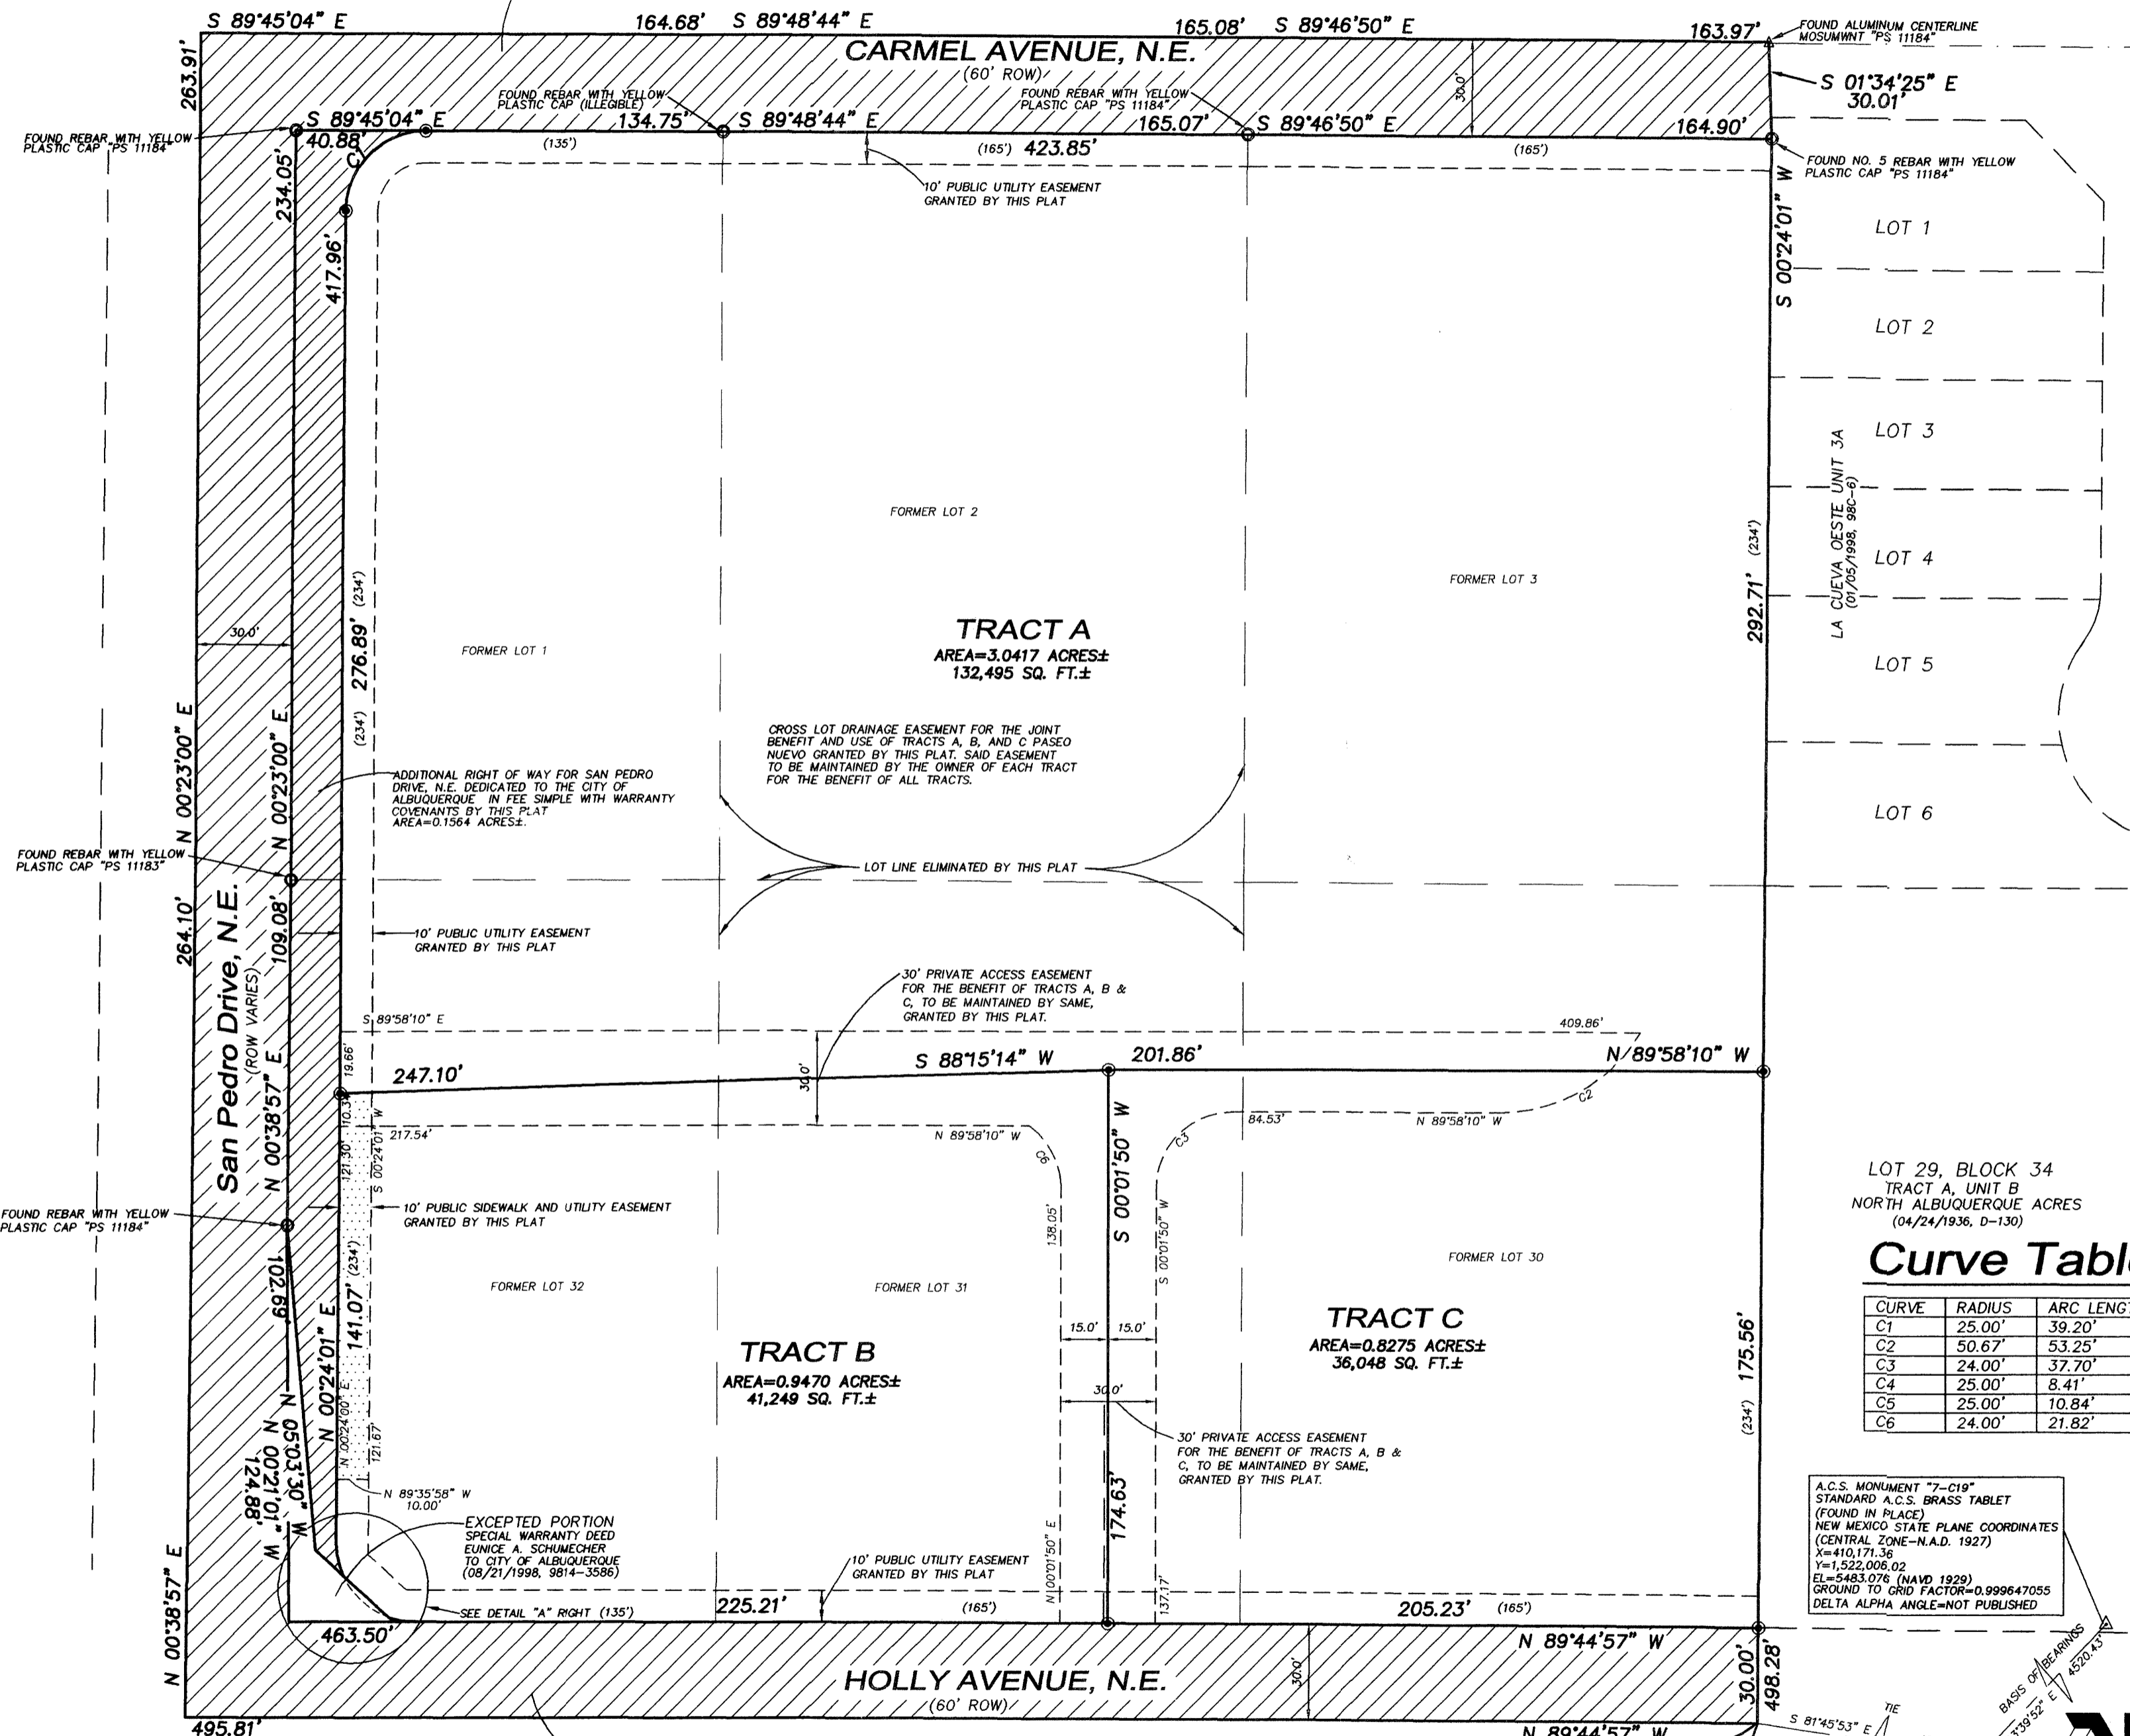 S 89°45'04" E
164.68'
S 89°48'44" E
165.08'
S 89°46'50" E
163.97'
FOUND ALUMINUM CENTERLINE
MOSUMWNT "PS 11184"
CARMEL AVENUE, N.E.
(60' ROW)
263.91'
30.0'
S 01°34'25" E
30.01'
FOUND REBAR WITH YELLOW
PLASTIC CAP (ILLEGIBLE)
FOUND REBAR WITH YELLOW
PLASTIC CAP "PS 11184"
FOUND REBAR WITH YELLOW
PLASTIC CAP "PS 11184"
S 89°45'04" E
40.88'
134.75'
S 89°48'44" E
165.07'
S 89°46'50" E
164.90'
(135')
(165')
423.85'
(165')
FOUND NO. 5 REBAR WITH YELLOW
PLASTIC CAP "PS 11184"
10' PUBLIC UTILITY EASEMENT
GRANTED BY THIS PLAT
234.05'
417.96'
S 00°24'01" W
LOT 1
LOT 2
LOT 3
LOT 4
LOT 5
LOT 6
LA CUEVA OESTE UNIT 3A
(01/05/1998, 98C-6)
FORMER LOT 2
FORMER LOT 3
FORMER LOT 1
(234')
276.89'
(234')
(234')
292.71'
30.0'
TRACT A
AREA=3.0417 ACRES±
132,495 SQ. FT.±
CROSS LOT DRAINAGE EASEMENT FOR THE JOINT
BENEFIT AND USE OF TRACTS A, B, AND C PASEO
NUEVO GRANTED BY THIS PLAT. SAID EASEMENT
TO BE MAINTAINED BY THE OWNER OF EACH TRACT
FOR THE BENEFIT OF ALL TRACTS.
ADDITIONAL RIGHT OF WAY FOR SAN PEDRO
DRIVE, N.E. DEDICATED TO THE CITY OF
ALBUQUERQUE IN FEE SIMPLE WITH WARRANTY
COVENANTS BY THIS PLAT
AREA=0.1564 ACRES±.
N 00°23'00" E
N 00°23'00" E
FOUND REBAR WITH YELLOW
PLASTIC CAP "PS 11183"
LOT LINE ELIMINATED BY THIS PLAT
264.10'
109.08'
San Pedro Drive, N.E.
(ROW VARIES)
10' PUBLIC UTILITY EASEMENT
GRANTED BY THIS PLAT
30' PRIVATE ACCESS EASEMENT
FOR THE BENEFIT OF TRACTS A, B &
C, TO BE MAINTAINED BY SAME,
GRANTED BY THIS PLAT.
S 89°58'10" E
409.86'
19.66'
247.10'
30.0'
S 88°15'14" W
201.86'
N 89°58'10" W
N 00°38'57" E
121.30'
S 00°24'01" W
217.54'
N 89°58'10" W
C6
C3
84.53'
N 89°58'10" W
C2
S 00°01'50" W
FOUND REBAR WITH YELLOW
PLASTIC CAP "PS 11184"
10' PUBLIC SIDEWALK AND UTILITY EASEMENT
GRANTED BY THIS PLAT
138.05'
S 00°01'50" W
LOT 29, BLOCK 34
TRACT A, UNIT B
NORTH ALBUQUERQUE ACRES
(04/24/1936, D-130)
FORMER LOT 32
FORMER LOT 31
FORMER LOT 30
102.69'
N 00°24'01" E
141.07'
(234')
TRACT B
AREA=0.9470 ACRES±
41,249 SQ. FT.±
TRACT C
AREA=0.8275 ACRES±
36,048 SQ. FT.±
15.0'
15.0'
30.0'
175.56'
(234')
Curve Tabl
CURVE RADIUS ARC LENG
C1 25.00' 39.20'
C2 50.67' 53.25'
C3 24.00' 37.70'
C4 25.00' 8.41'
C5 25.00' 10.84'
C6 24.00' 21.82'
N 05°03'30" W
N 00°21'01" W
124.88'
N 00°24'00" E
121.67'
N 89°35'58" W
10.00'
30' PRIVATE ACCESS EASEMENT
FOR THE BENEFIT OF TRACTS A, B &
C, TO BE MAINTAINED BY SAME,
GRANTED BY THIS PLAT.
174.63'
EXCEPTED PORTION
SPECIAL WARRANTY DEED
EUNICE A. SCHUMECHER
TO CITY OF ALBUQUERQUE
(08/21/1998, 9814-3586)
A.C.S. MONUMENT "7-C19"
STANDARD A.C.S. BRASS TABLET
(FOUND IN PLACE)
NEW MEXICO STATE PLANE COORDINATES
(CENTRAL ZONE-N.A.D. 1927)
X=410,171.36
Y=1,522,006.02
EL=5483.076 (NAVD 1929)
GROUND TO GRID FACTOR=0.999647055
DELTA ALPHA ANGLE=NOT PUBLISHED
10' PUBLIC UTILITY EASEMENT
GRANTED BY THIS PLAT
N 00°01'50" E
137.17'
SEE DETAIL "A" RIGHT
(135')
225.21'
(165')
205.23'
(165')
463.50'
N 00°38'57" E
HOLLY AVENUE, N.E.
(60' ROW)
30.0'
N 89°44'57" W
30.00'
498.28'
495.81'
N 89°44'57" W
S 81°45'53" E
TIE
BASIS OF BEARINGS
4520.43'